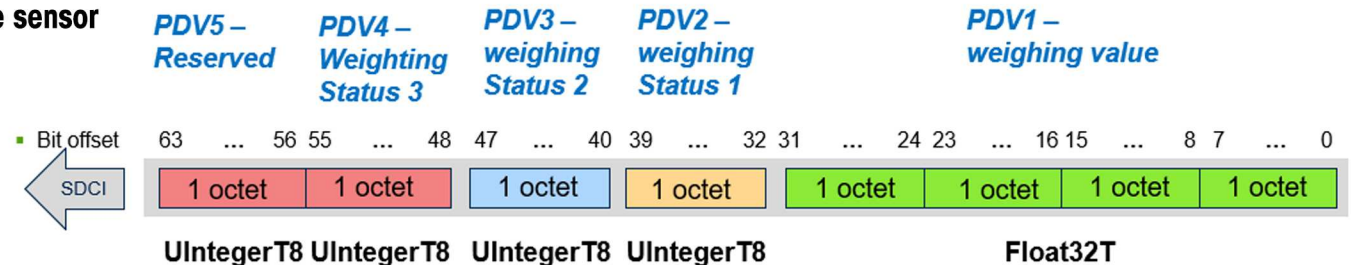 e sensor
PDV5 –
Reserved
PDV4 –
Weighting
Status 3
PDV3 –
weighing
Status 2
PDV2 –
weighing
Status 1
PDV1 –
weighing value
Bit offset 63 ... 56 55 ... 48 47 ... 40 39 ... 32 31 ... 24 23 ... 16 15 ... 8 7 ... 0
SDCI 1 octet 1 octet 1 octet 1 octet 1 octet 1 octet 1 octet 1 octet
UIntegerT8 UIntegerT8 UIntegerT8 UIntegerT8 Float32T